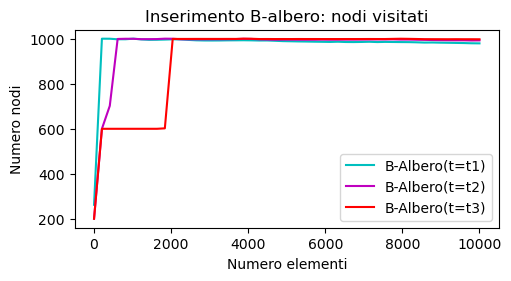 Inserimento B-albero: nodi visitati
Numero nodi
1000
800
600
400
200
0
2000
4000
6000
8000
10000
Numero elementi
B-Albero(t=t1)
B-Albero(t=t2)
B-Albero(t=t3)